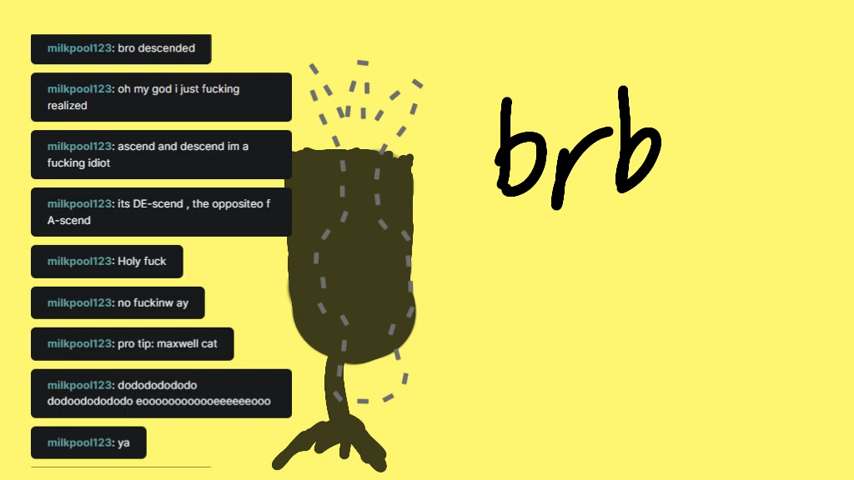 milkpool123: bro descended
milkpool123: oh my god i just fucking
realized
milkpool123: ascend and descend im a
fucking idiot
milkpool123: its DE-scend , the oppositeo f
A-scend
milkpool123: Holy fuck
milkpool123: no fuckinw ay
milkpool123: pro tip: maxwell cat
milkpool123: dodododododo
dodoodododododo eoooooooooooeeeeeeooo
milkpool123: ya
brb